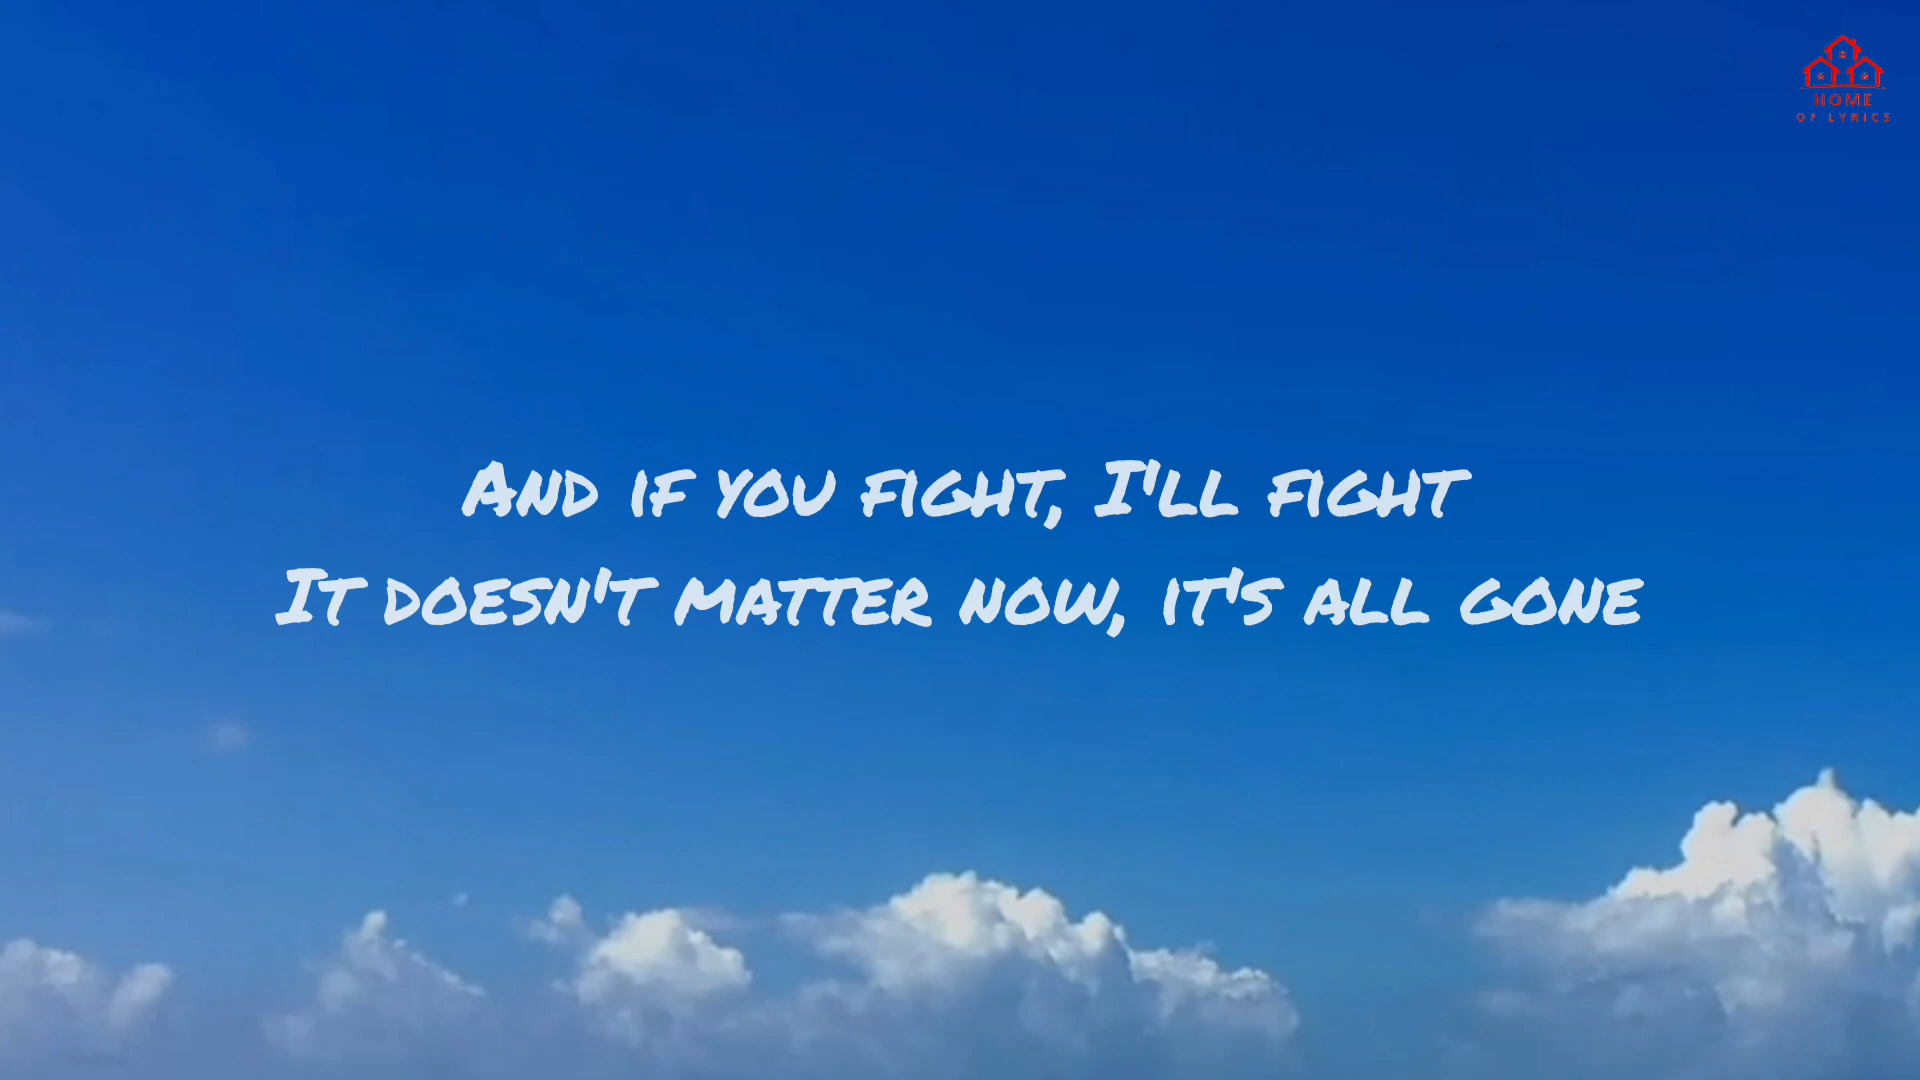 HOME
OF LYRICS
And if you fight, I'll fight
It doesn't matter now, it's all gone